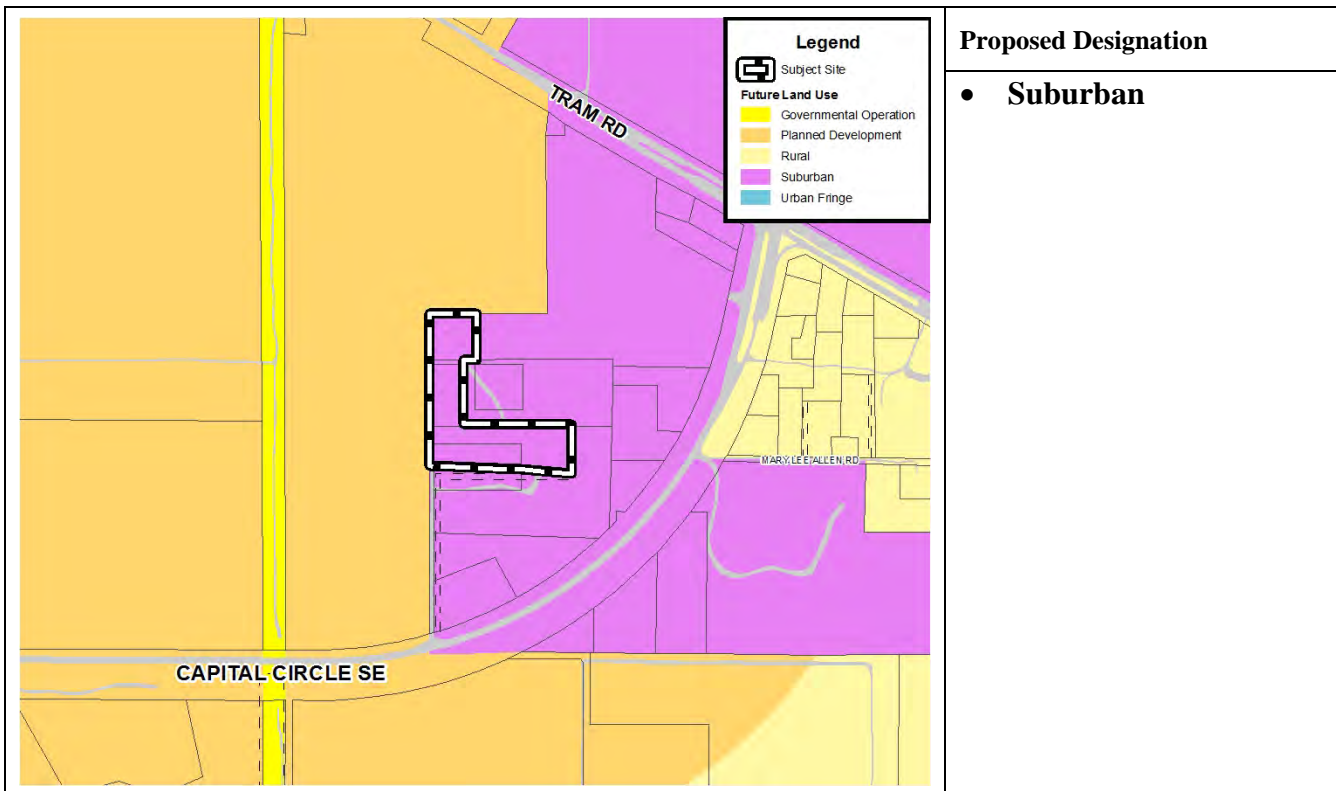 Legend
Subject Site
Future Land Use
Governmental Operation
Planned Development
Rural
Suburban
Urban Fringe
TRAM RD
MARY LEE ALLEN RD
CAPITAL CIRCLE SE
Proposed Designation
• Suburban